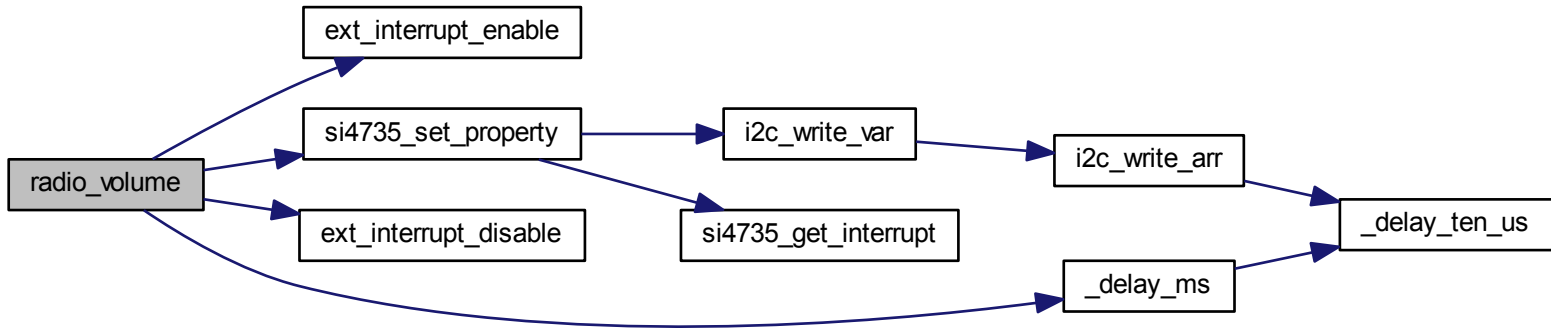 ext_interrupt_enable
si4735_set_property
i2c_write_var
i2c_write_arr
radio_volume
ext_interrupt_disable
si4735_get_interrupt
_delay_ten_us
_delay_ms